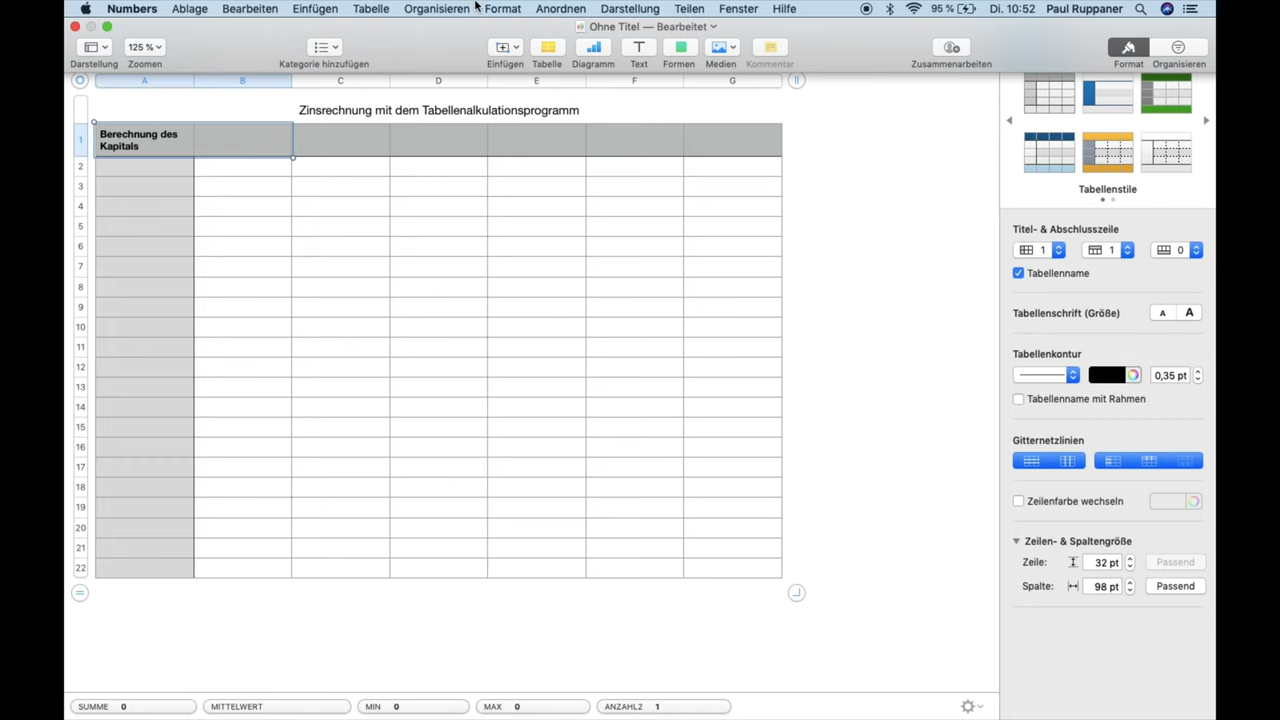 Numbers Ablage Bearbeiten Einfügen Tabelle Organisieren Format Anordnen Darstellung Teilen Fenster Hilfe 95 % Di. 10:52 Paul Ruppaner
Ohne Titel — Bearbeitet
125 %
Darstellung Zoomen Kategorie hinzufügen Einfügen Tabelle Diagramm Text Formen Medien Kommentar Zusammenarbeiten Format Organisieren
A B C D E F G
Zinsrechnung mit dem Tabellenalkulationsprogramm
1 Berechnung des
Kapitals
2
3
4
5
6
7
8
9
10
11
12
13
14
15
16
17
18
19
20
21
22
Tabellenstile
Titel- & Abschlusszeile
1 1 0
Tabellenname
Tabellenschrift (Größe) A A
Tabellenkontur
0,35 pt
Tabellenname mit Rahmen
Gitternetzlinien
Zeilenfarbe wechseln
Zeilen- & Spaltengröße
Zeile: 32 pt Passend
Spalte: 98 pt Passend
SUMME 0 MITTELWERT MIN 0 MAX 0 ANZAHL2 1